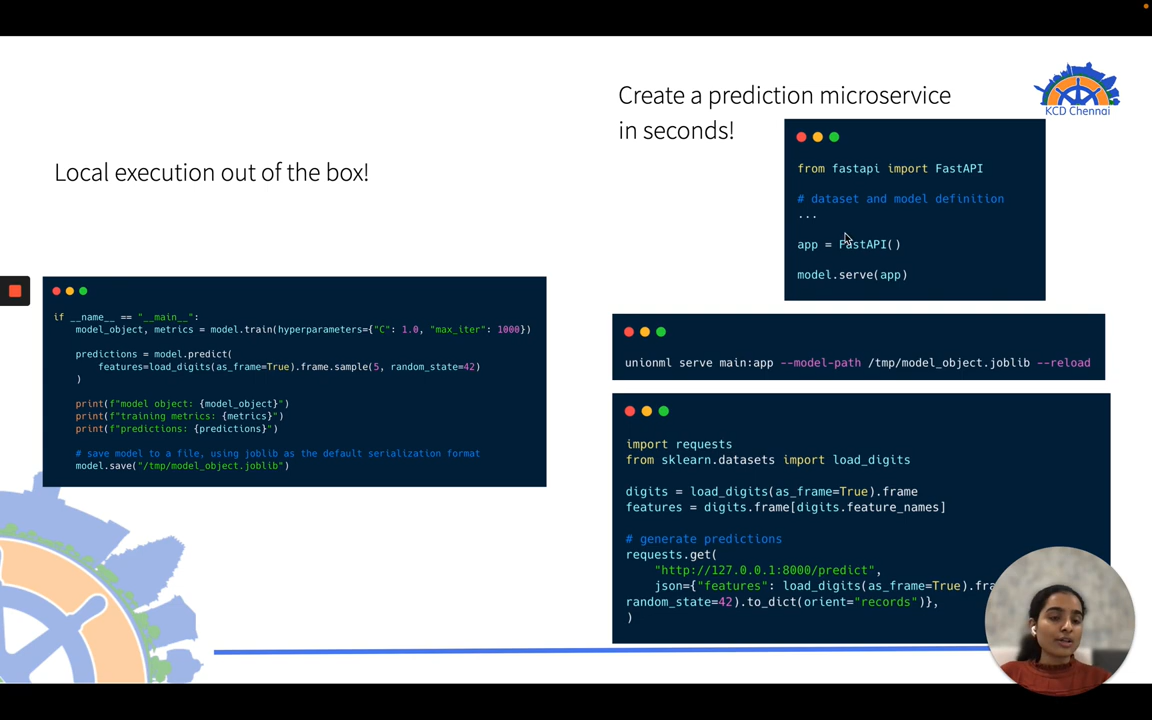 Local execution out of the box!
if __name__ == "__main__":
model_object, metrics = model.train(hyperparameters={"C": 1.0, "max_iter": 1000})
predictions = model.predict(
features=load_digits(as_frame=True).frame.sample(5, random_state=42)
)
print(f"model object: {model_object}")
print(f"training metrics: {metrics}")
print(f"predictions: {predictions}")
# save model to a file, using joblib as the default serialization format
model.save("/tmp/model_object.joblib")
Create a prediction microservice
in seconds!
KCD Chennai
from fastapi import FastAPI
# dataset and model definition
...
app = FastAPI()
model.serve(app)
unionml serve main:app --model-path /tmp/model_object.joblib --reload
import requests
from sklearn.datasets import load_digits
digits = load_digits(as_frame=True).frame
features = digits.frame[digits.feature_names]
# generate predictions
requests.get(
"http://127.0.0.1:8000/predict",
json={"features": load_digits(as_frame=True).fra
random_state=42).to_dict(orient="records")},
)